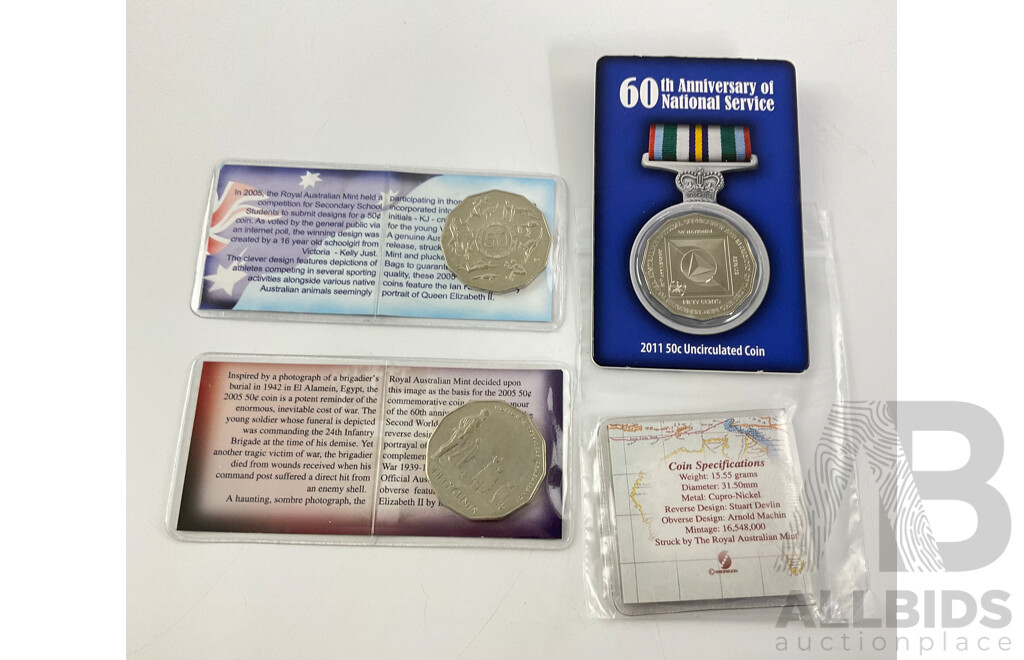 In 2005, the Royal Australian Mint held a
competition for Secondary School
Students to submit designs for a 50¢
coin. As voted by the general public via
an internet poll, the winning design was
created by a 16 year old schoolgirl from
Victoria - Kelly Just.
The clever design features depictions of
athletes competing in several sporting
activities alongside various native
Australian animals seemingly
participating in
incorporated
initials - KJ -
for the young
A genuine
release, struck
Mint and plucked
Bags to
quality, these 2005
coins feature the Ian
portrait of Queen Elizabeth II.
50
60th Anniversary of
National Service
FIFTY CENTS
2011 50c Uncirculated Coin
Inspired by a photograph of a brigadier's
burial in 1942 in El Alamein, Egypt, the
2005 50¢ coin is a potent reminder of the
enormous, inevitable cost of war. The
young soldier whose funeral is depicted
was commanding the 24th Infantry
Brigade at the time of his demise. Yet
another tragic victim of war, the brigadier
died from wounds received when his
command post suffered a direct hit from
an enemy shell.
A haunting, sombre photograph, the
Royal Australian Mint decided upon
this image as the basis for the 2005 50¢
commemorative coin
of the 60th
Second World
reverse
portrayal of
War 1939-
Official
obverse
Elizabeth II by
Coin Specifications
Weight: 15.55 grams
Diameter: 31.50mm
Metal: Cupro-Nickel
Reverse Design: Stuart Devlin
Obverse Design: Arnold Machin
Mintage: 16,548,000
Struck by The Royal Australian Mint
AB
ALLBIDS
auctionplace